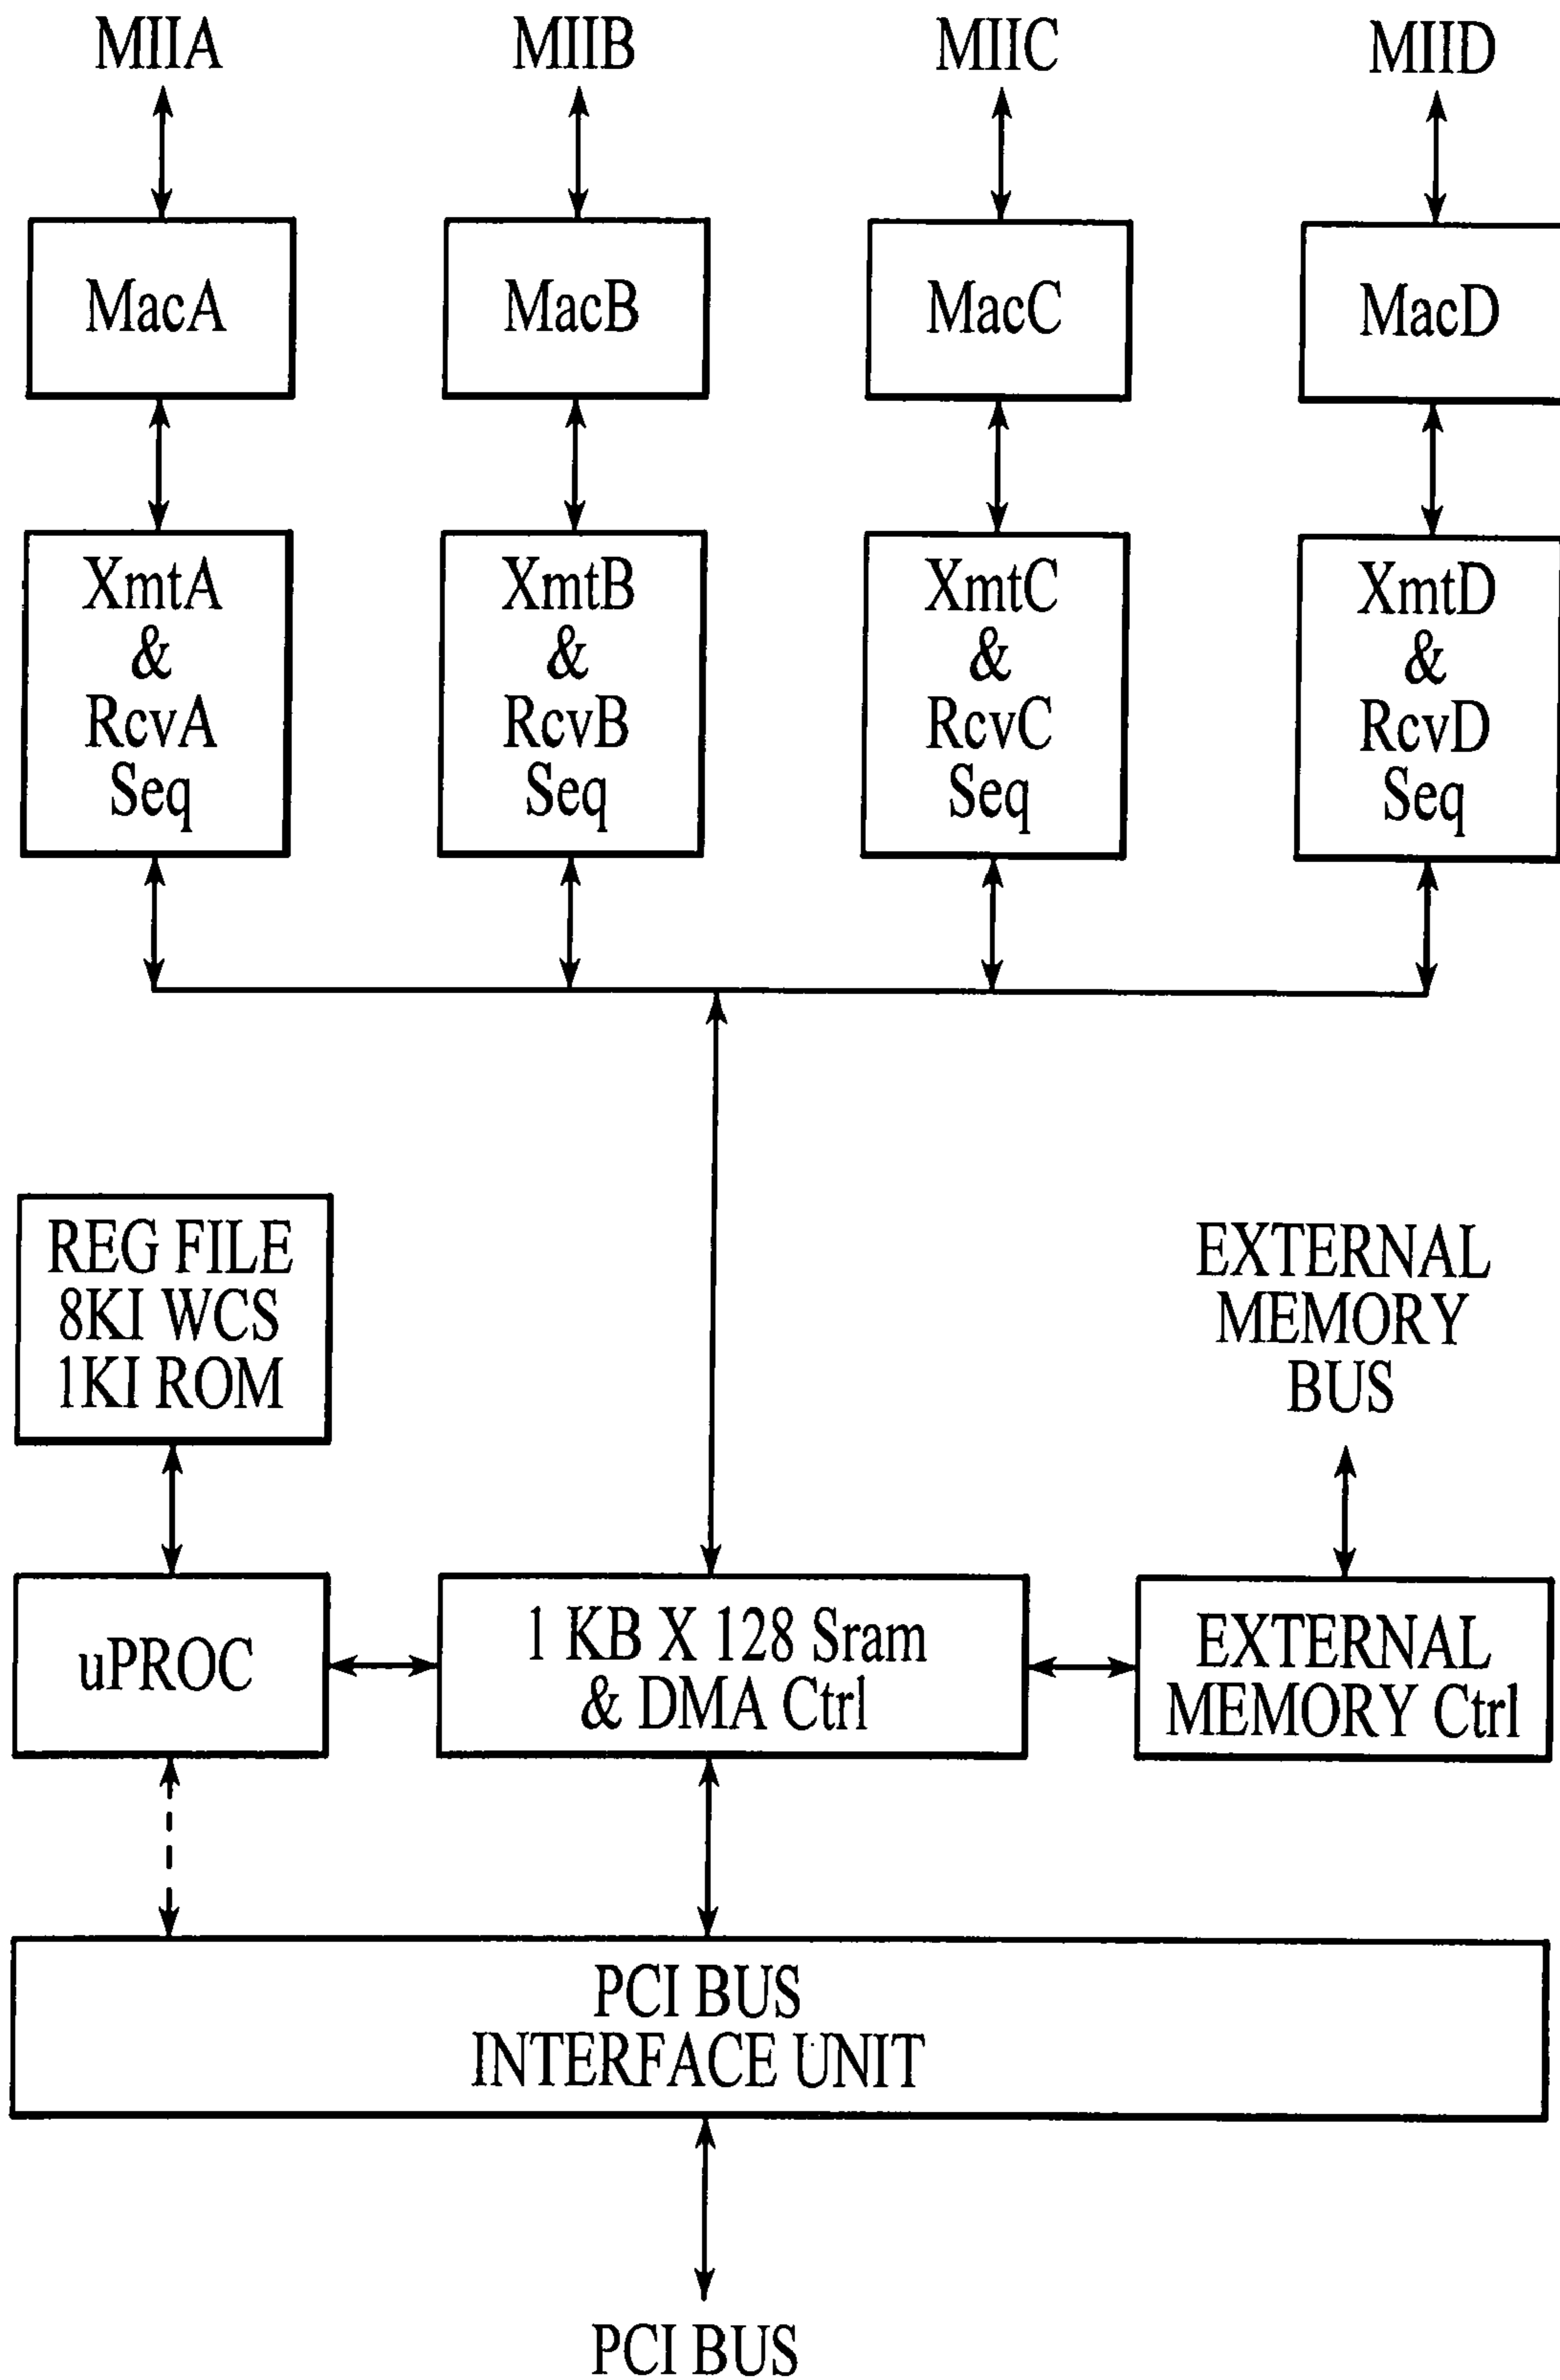 MIIA
MIIB
MIIC
MIID
MacA
MacB
MacC
MacD
XmtA
&
RcvA
Seq
XmtB
&
RcvB
Seq
XmtC
&
RcvC
Seq
XmtD
&
RcvD
Seq
REG FILE
8KI WCS
1KI ROM
EXTERNAL
MEMORY
BUS
uPROC
1 KB X 128 Sram
& DMA Ctrl
EXTERNAL
MEMORY Ctrl
PCI BUS
INTERFACE UNIT
PCI BUS